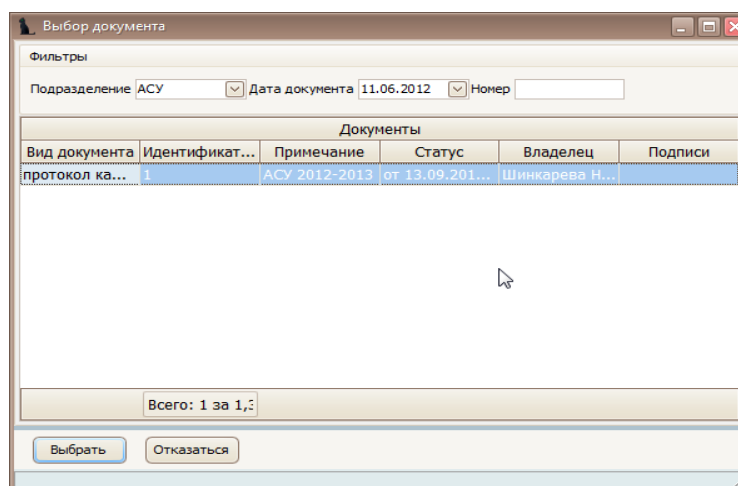 Выбор документа
Фильтры
Подразделение АСУ Дата документа 11.06.2012 Номер
Документы
Вид документа Идентификат... Примечание Статус Владелец Подписи
протокол ка... 1 АСУ 2012-2013 от 13.09.201... Шинкарева Н...
Всего: 1 за 1,3
Выбрать Отказаться